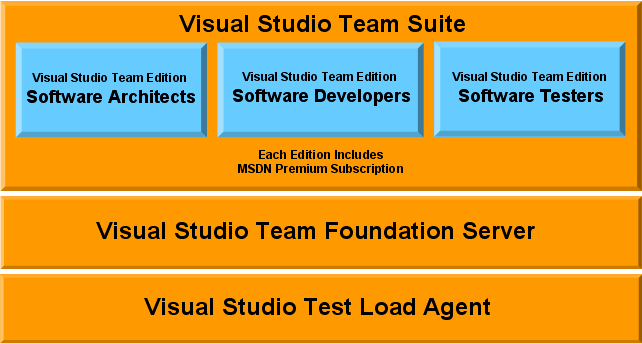 Visual Studio Team Suite
Visual Studio Team Edition
Software Architects
Visual Studio Team Edition
Software Developers
Visual Studio Team Edition
Software Testers
Each Edition Includes
MSDN Premium Subscription
Visual Studio Team Foundation Server
Visual Studio Test Load Agent